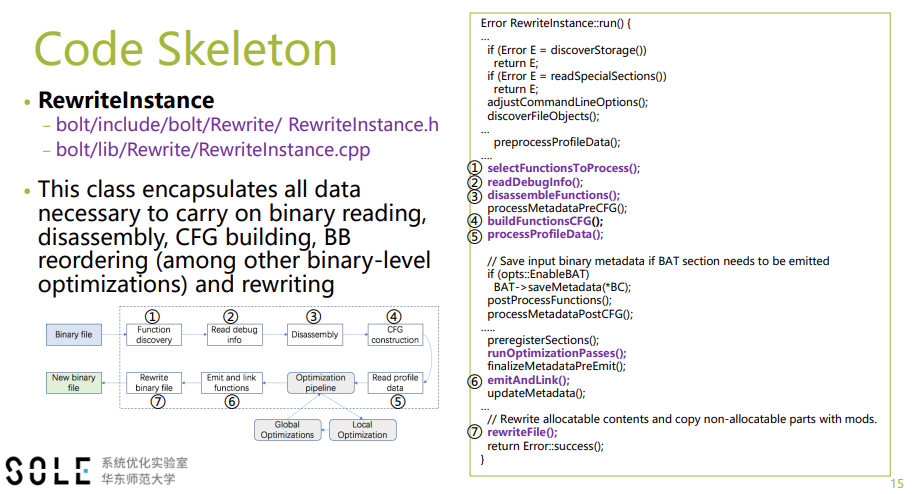 Code Skeleton
• RewriteInstance
– bolt/include/bolt/Rewrite/ RewriteInstance.h
– bolt/lib/Rewrite/RewriteInstance.cpp
• This class encapsulates all data
necessary to carry on binary reading,
disassembly, CFG building, BB
reordering (among other binary-level
optimizations) and rewriting
① ② ③ ④
Binary file
Function
discovery
Read debug
info
Disassembly
CFG
construction
New binary
file
Rewrite
binary file
Emit and link
functions
Optimization
pipeline
Read profile
data
⑦ ⑥ ⑤
Global
Optimizations
Local
Optimization
SOLE
系统优化实验室
华东师范大学
Error RewriteInstance::run() {
...
if (Error E = discoverStorage())
return E;
if (Error E = readSpecialSections())
return E;
adjustCommandLineOptions();
discoverFileObjects();
...
preprocessProfileData();
....
① selectFunctionsToProcess();
② readDebugInfo();
③ disassembleFunctions();
processMetadataPreCFG();
④ buildFunctionsCFG();
⑤ processProfileData();
// Save input binary metadata if BAT section needs to be emitted
if (opts::EnableBAT)
BAT->saveMetadata(*BC);
postProcessFunctions();
processMetadataPostCFG();
.....
preregisterSections();
runOptimizationPasses();
finalizeMetadataPreEmit();
⑥ emitAndLink();
updateMetadata();
...
// Rewrite allocatable contents and copy non-allocatable parts with mods.
⑦ rewriteFile();
return Error::success();
}
15